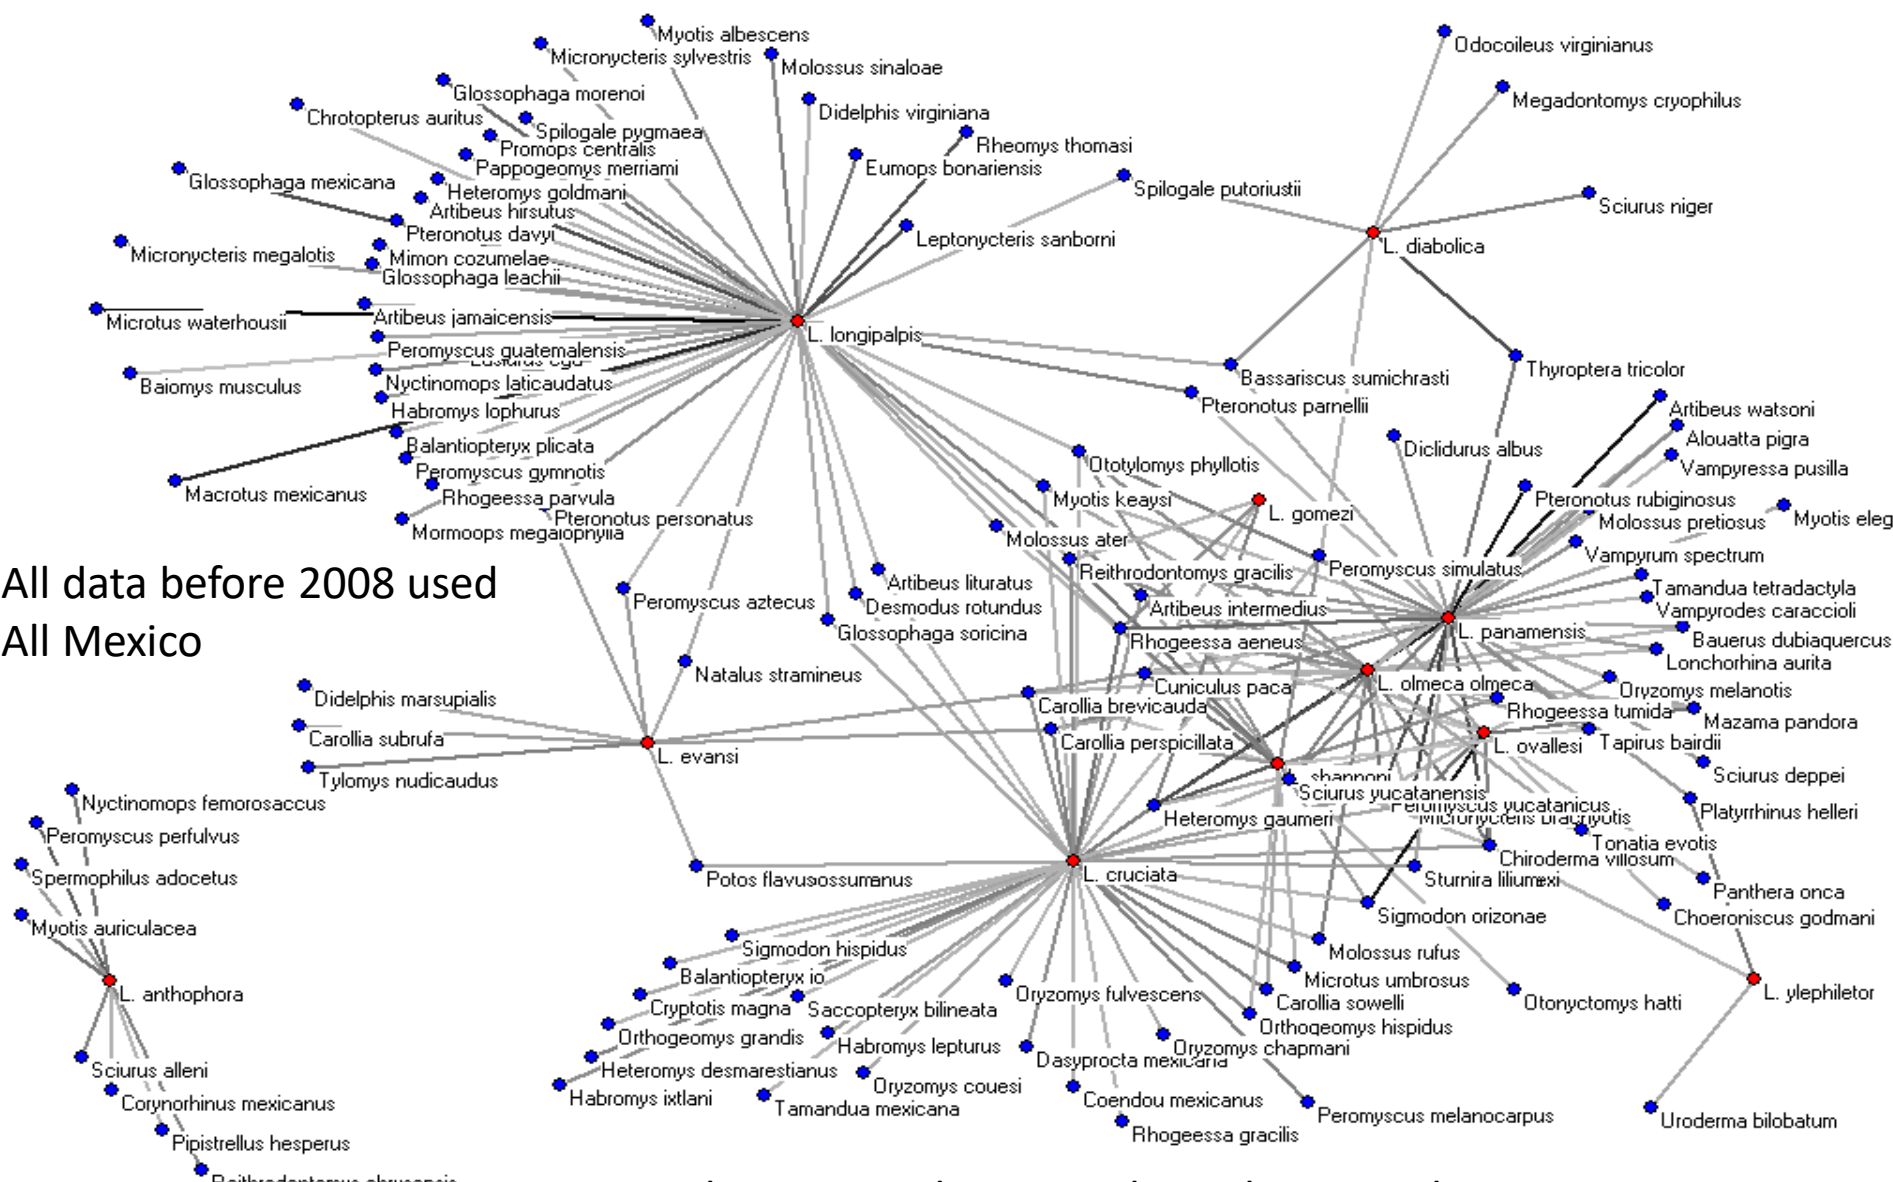 Myotis albescens
Micronycteris sylvestris
Molossus sinaloae
Odocoileus virginianus
Glossophaga morenoi
Megadontomys cryophilus
Chrotopterus auritus
Didelphis virginiana
Spilogale pygmaea
Rheomys thomasi
Promops centralis
Pappogeomys merriami
Eumops bonariensis
Glossophaga mexicana
Heteromys goldmani
Spilogale putoriustii
Sciurus niger
Artibeus hirsutus
Pteronotus davyi
Leptonycteris sanborni
L. diabolica
Micronycteris megalotis
Mimon cozumelae
Glossophaga leachii
Microtus waterhousii
Artibeus jamaicensis
L. longipalpis
Peromyscus guatemalensis
Baiomys musculus
Nyctinomops laticaudatus
Bassariscus sumichrasti
Thyroptera tricolor
Habromys lophurus
Pteronotus parnellii
Artibeus watsoni
Balantiopteryx plicata
Diclidurus albus
Alouatta pigra
Peromyscus gymnotis
Ototylomys phyllotis
Vampyressa pusilla
Macrotus mexicanus
Rhogeessa parvula
Myotis keaysi
Pteronotus rubiginosus
Pteronotus personatus
L. gomezi
Molossus pretiosus
Myotis eleg
Mormoops megalophylla
Molossus ater
Vampyrum spectrum
All data before 2008 used
All Mexico
Artibeus lituratus
Reithrodontomys gracilis
Peromyscus simulatus
Tamandua tetradactyla
Peromyscus aztecus
Desmodus rotundus
Artibeus intermedius
Vampyrodes caraccioli
Glossophaga soricina
Rhogeessa aeneus
L. panamensis
Bauerus dubiaquercus
Lonchorhina aurita
Natalus stramineus
Cuniculus paca
L. olmeca olmeca
Oryzomys melanotis
Didelphis marsupialis
Carollia brevicauda
Rhogeessa tumida
Mazama pandora
Carollia subrufa
L. evansi
Carollia perspicillata
L. ovallesi
Tapirus bairdii
Tylomys nudicaudus
shannoni
Sciurus deppei
Nyctinomops femorosaccus
Sciurus yucatanensis
Peromyscus yucatanicus
Micronycteris brachyotis
Platyrrhinus helleri
Peromyscus perfulvus
Heteromys gaumeri
Tonatia evotis
Spermophilus adocetus
Potos flavusossumanus
L. cruciata
Chiroderma villosum
Sturnira liliumexi
Panthera onca
Myotis auriculacea
Sigmodon orizonae
Choeroniscus godmani
Sigmodon hispidus
Molossus rufus
L. anthophora
Balantiopteryx io
Oryzomys fulvescens
Microtus umbrosus
L. ylephiletor
Cryptotis magna
Saccopteryx bilineata
Carollia sowelli
Otonyctomys hatti
Orthogeomys grandis
Habromys lepturus
Orthogeomys hispidus
Oryzomys chapmani
Sciurus alleni
Heteromys desmarestianus
Dasyprocta mexicana
Corynorhinus mexicanus
Habromys ixtlani
Oryzomys couesi
Tamandua mexicana
Coendou mexicanus
Peromyscus melanocarpus
Uroderma bilobatum
Pipistrellus hesperus
Rhogeessa gracilis